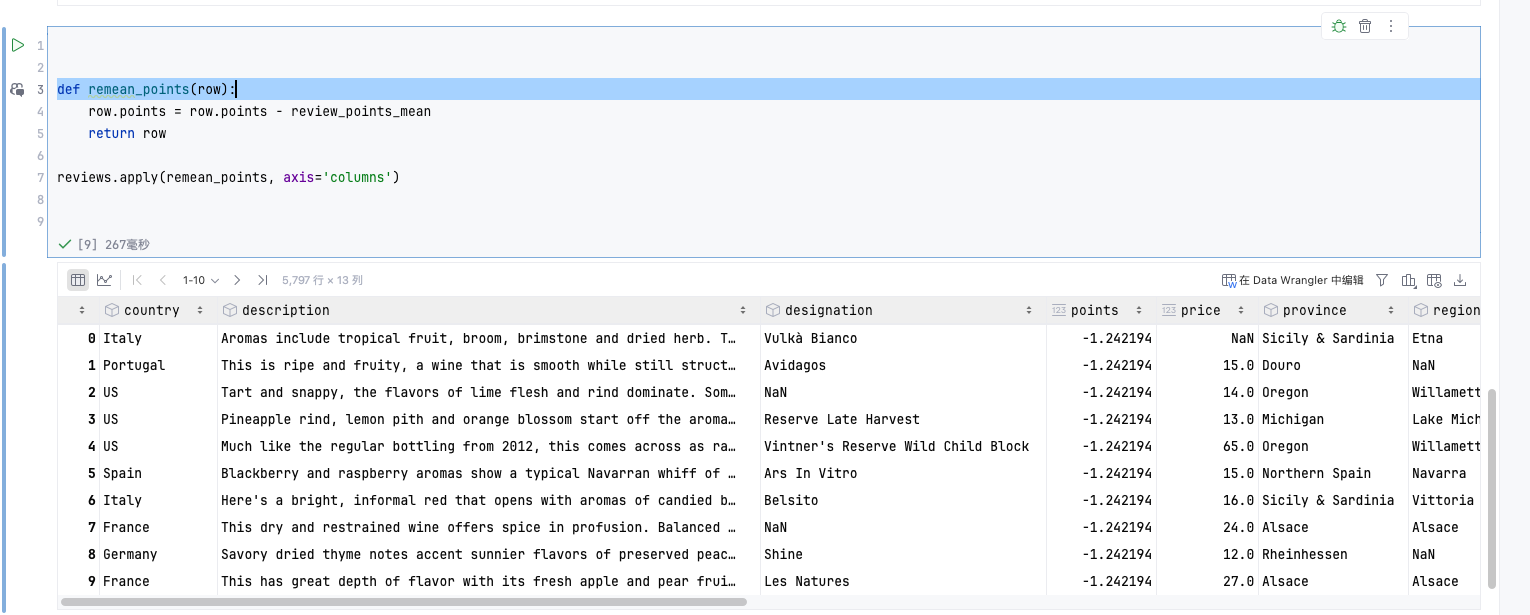 1
2
3 def remean_points(row):
4 row.points = row.points - review_points_mean
5 return row
6
7 reviews.apply(remean_points, axis='columns')
8
9
[9] 267毫秒
1-10 5,797 行 × 13 列 在 Data Wrangler 中编辑
country description designation 123 points 123 price province region
0 Italy Aromas include tropical fruit, broom, brimstone and dried herb. T… Vulkà Bianco -1.242194 NaN Sicily & Sardinia Etna
1 Portugal This is ripe and fruity, a wine that is smooth while still struct… Avidagos -1.242194 15.0 Douro NaN
2 US Tart and snappy, the flavors of lime flesh and rind dominate. Som… NaN -1.242194 14.0 Oregon Willamett
3 US Pineapple rind, lemon pith and orange blossom start off the aroma… Reserve Late Harvest -1.242194 13.0 Michigan Lake Mich
4 US Much like the regular bottling from 2012, this comes across as ra… Vintner's Reserve Wild Child Block -1.242194 65.0 Oregon Willamett
5 Spain Blackberry and raspberry aromas show a typical Navarran whiff of … Ars In Vitro -1.242194 15.0 Northern Spain Navarra
6 Italy Here's a bright, informal red that opens with aromas of candied b… Belsito -1.242194 16.0 Sicily & Sardinia Vittoria
7 France This dry and restrained wine offers spice in profusion. Balanced … NaN -1.242194 24.0 Alsace Alsace
8 Germany Savory dried thyme notes accent sunnier flavors of preserved peac… Shine -1.242194 12.0 Rheinhessen NaN
9 France This has great depth of flavor with its fresh apple and pear frui… Les Natures -1.242194 27.0 Alsace Alsace